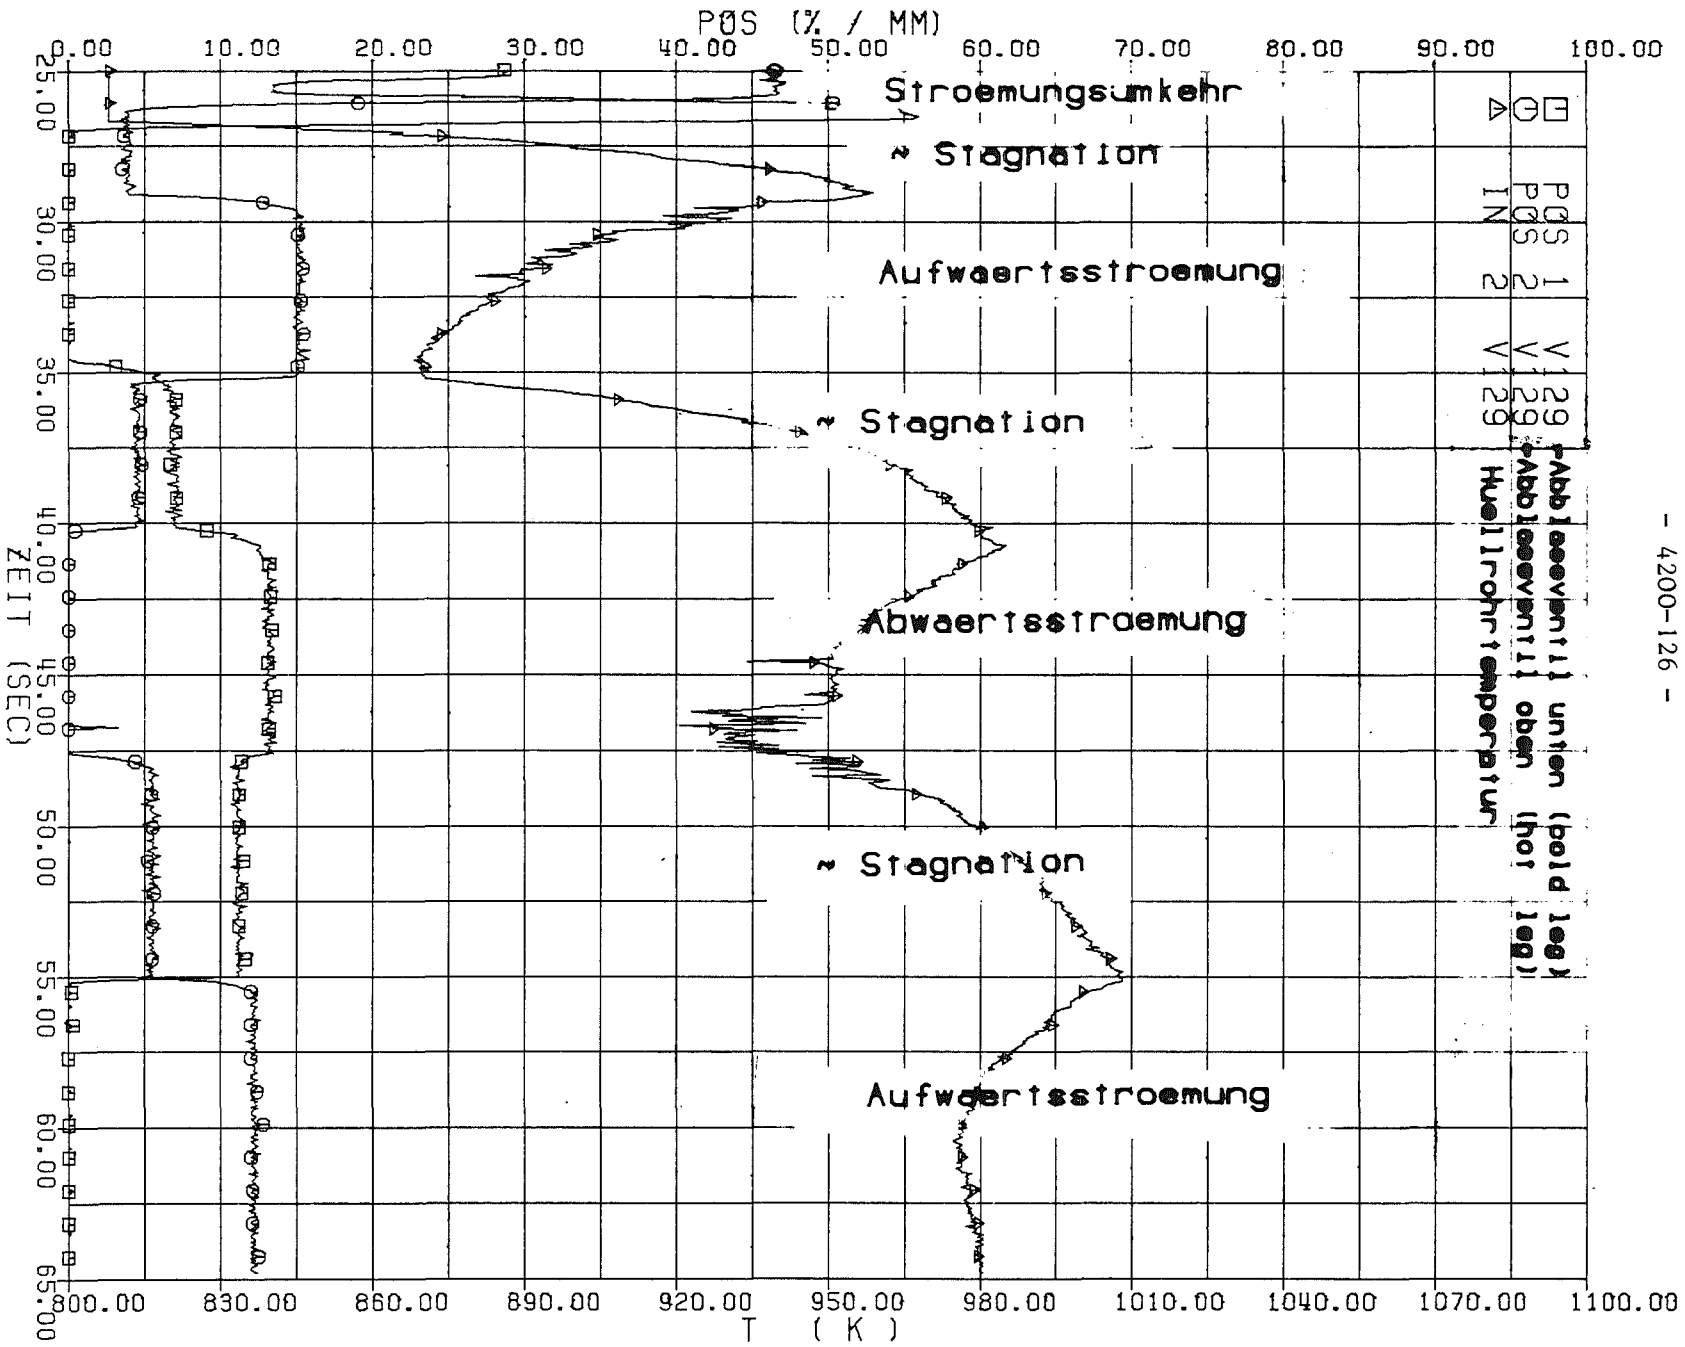 POS (% / MM)
0.00 10.00 20.00 30.00 40.00 50.00 60.00 70.00 80.00 90.00 100.00
25.00
30.00
35.00
40.00
45.00
50.00
55.00
60.00
65.00
ZEIT (SEC)
Stroemungsumkehr
~ Stagnation
Aufwaertsstroemung
~ Stagnation
Abwaertsstroemung
~ Stagnation
Aufwaertsstroemung
800.00 830.00 860.00 890.00 920.00 950.00 980.00 1010.00 1040.00 1070.00 1100.00
T (K)
POS 1 V129 Abblaeeventil unten (cold leg)
POS 2 V129 Abblaeeventil oben (hot leg)
IN 2 V129 Huellrohrtemperatur
- 4200-126 -